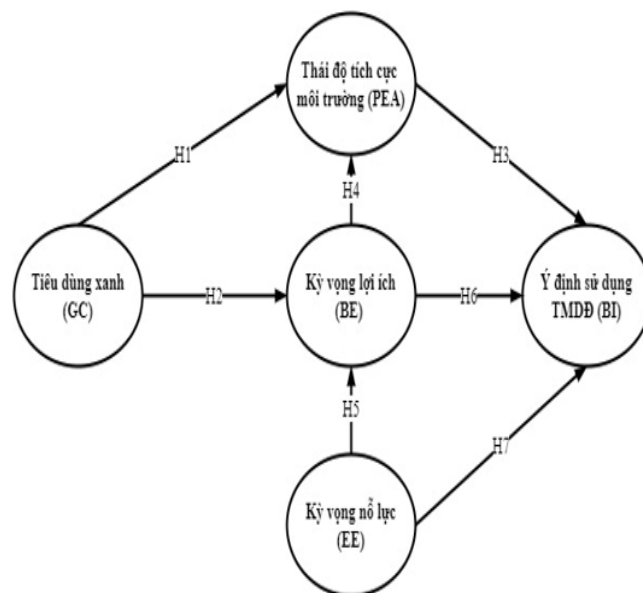 Thái độ tích cực
môi trường (PEA)
H1
H3
H4
Tiêu dùng xanh
(GC)
H2
Kỳ vọng lợi ích
(BE)
H6
Ý định sử dụng
TMDĐ (BI)
H5
H7
Kỳ vọng nỗ lực
(EE)